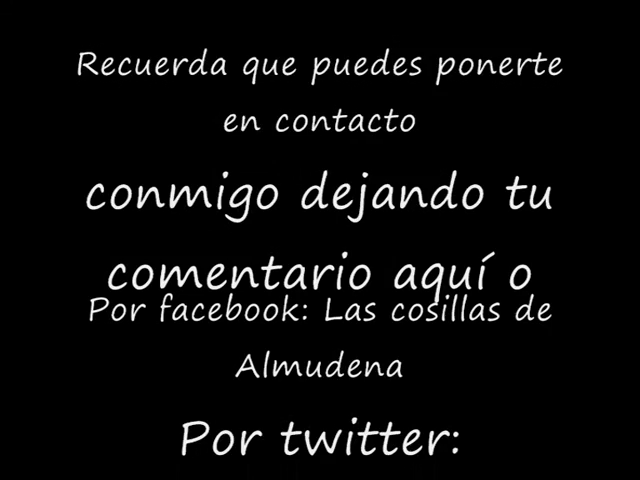 Recuerda que puedes ponerte
en contacto
conmigo dejando tu
comentario aquí o
Por facebook: Las cosillas de
Almudena
Por twitter: